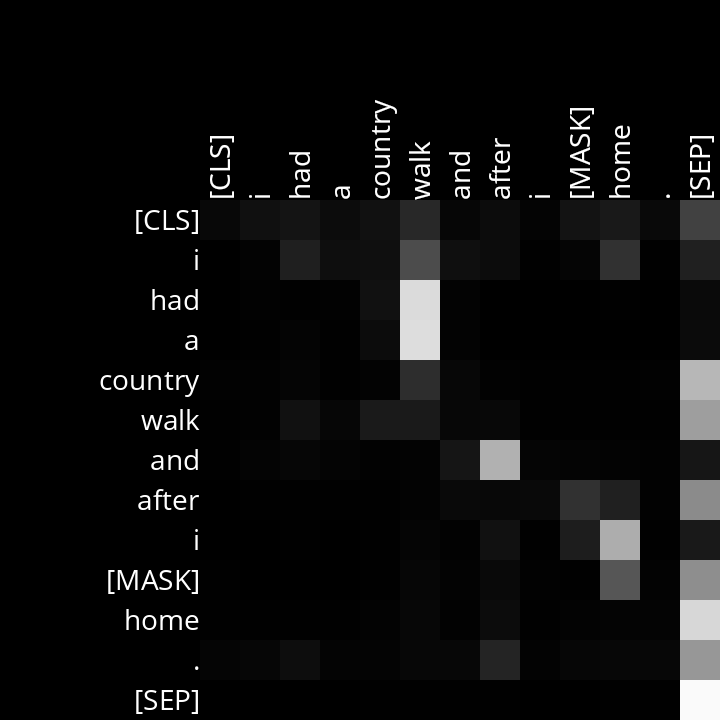 [CLS]
i
had
a
country
walk
and
after
i
[MASK]
home
.
[SEP]
[CLS]
i
had
a
country
walk
and
after
i
[MASK]
home
.
[SEP]